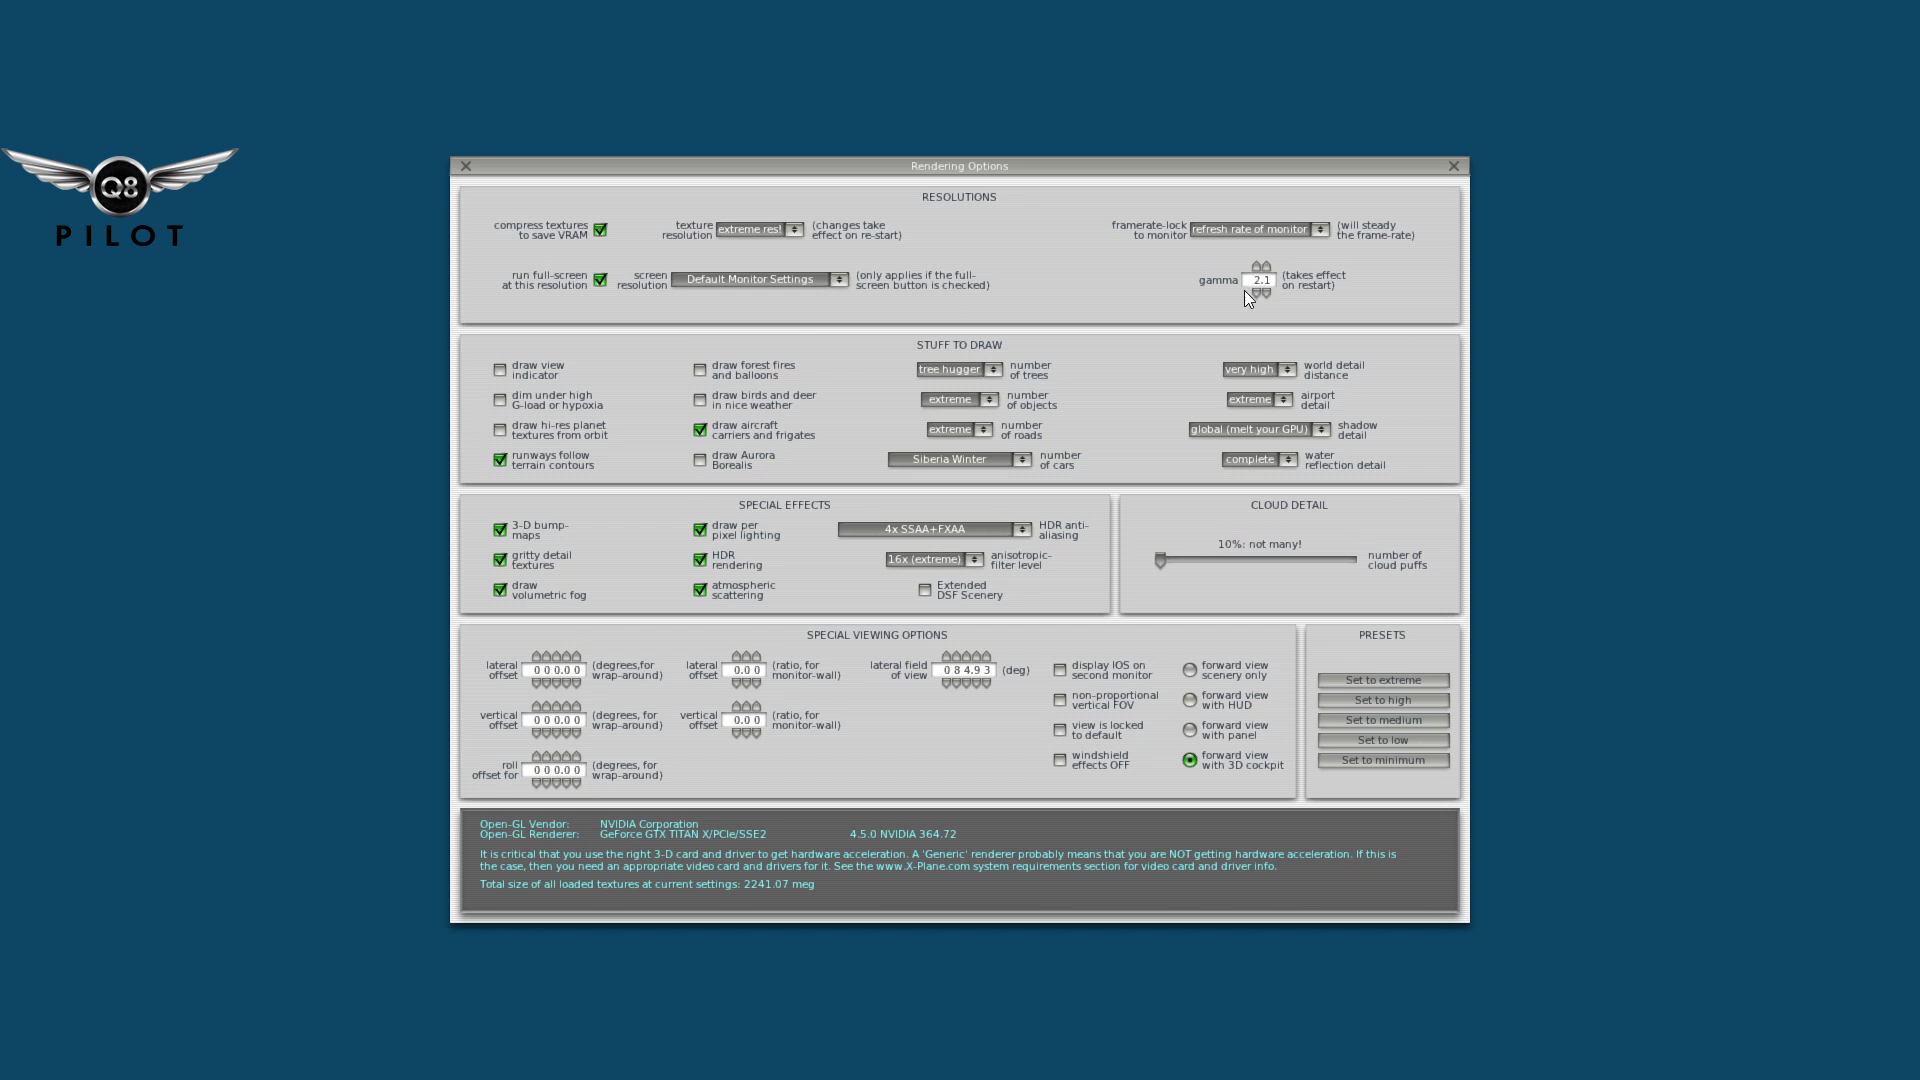 Q8
PILOT
Rendering Options
RESOLUTIONS
compress textures
to save VRAM
texture
resolution
extreme res!
(changes take
effect on re-start)
framerate-lock
to monitor
refresh rate of monitor
(will steady
the frame-rate)
run full-screen
at this resolution
screen
resolution
Default Monitor Settings
(only applies if the full-
screen button is checked)
gamma
2.1
(takes effect
on restart)
STUFF TO DRAW
draw view
indicator
draw forest fires
and balloons
tree hugger
number
of trees
very high
world detail
distance
dim under high
G-load or hypoxia
draw birds and deer
in nice weather
extreme
number
of objects
extreme
airport
detail
draw hi-res planet
textures from orbit
draw aircraft
carriers and frigates
extreme
number
of roads
global (melt your GPU)
shadow
detail
runways follow
terrain contours
draw Aurora
Borealis
Siberia Winter
number
of cars
complete
water
reflection detail
SPECIAL EFFECTS
3-D bump-
maps
draw per
pixel lighting
4x SSAA+FXAA
HDR anti-
aliasing
gritty detail
textures
HDR
rendering
16x (extreme)
anisotropic-
filter level
draw
volumetric fog
atmospheric
scattering
Extended
DSF Scenery
CLOUD DETAIL
10%: not many!
number of
cloud puffs
SPECIAL VIEWING OPTIONS
lateral
offset
0 0 0.0 0
(degrees,for
wrap-around)
lateral
offset
0.0 0
(ratio, for
monitor-wall)
lateral field
of view
0 8 4.9 3
(deg)
display IOS on
second monitor
forward view
scenery only
non-proportional
vertical FOV
forward view
with HUD
vertical
offset
0 0 0.0 0
(degrees, for
wrap-around)
vertical
offset
0.0 0
(ratio, for
monitor-wall)
view is locked
to default
forward view
with panel
roll
offset for
0 0 0.0 0
(degrees, for
wrap-around)
windshield
effects OFF
forward view
with 3D cockpit
PRESETS
Set to extreme
Set to high
Set to medium
Set to low
Set to minimum
Open-GL Vendor: NVIDIA Corporation
Open-GL Renderer: GeForce GTX TITAN X/PCIe/SSE2 4.5.0 NVIDIA 364.72
It is critical that you use the right 3-D card and driver to get hardware acceleration. A 'Generic' renderer probably means that you are NOT getting hardware acceleration. If this is
the case, then you need an appropriate video card and drivers for it. See the www.X-Plane.com system requirements section for video card and driver info.
Total size of all loaded textures at current settings: 2241.07 meg